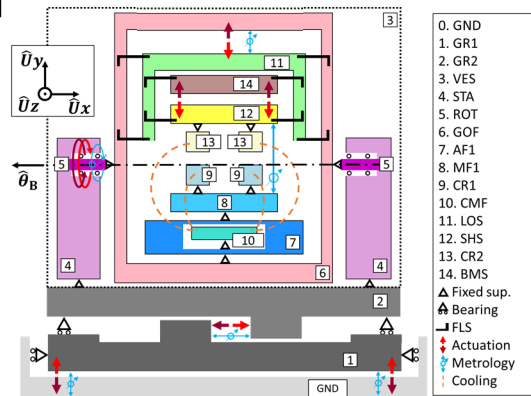 Ûy
Ûz Ûx
3
11
14
12
13 13
5 5
θ̂B
9 9
8
10 7
4 6 4
2
1
GND
0. GND
1. GR1
2. GR2
3. VES
4. STA
5. ROT
6. GOF
7. AF1
8. MF1
9. CR1
10. CMF
11. LOS
12. SHS
13. CR2
14. BMS
Fixed sup.
Bearing
FLS
Actuation
Metrology
Cooling